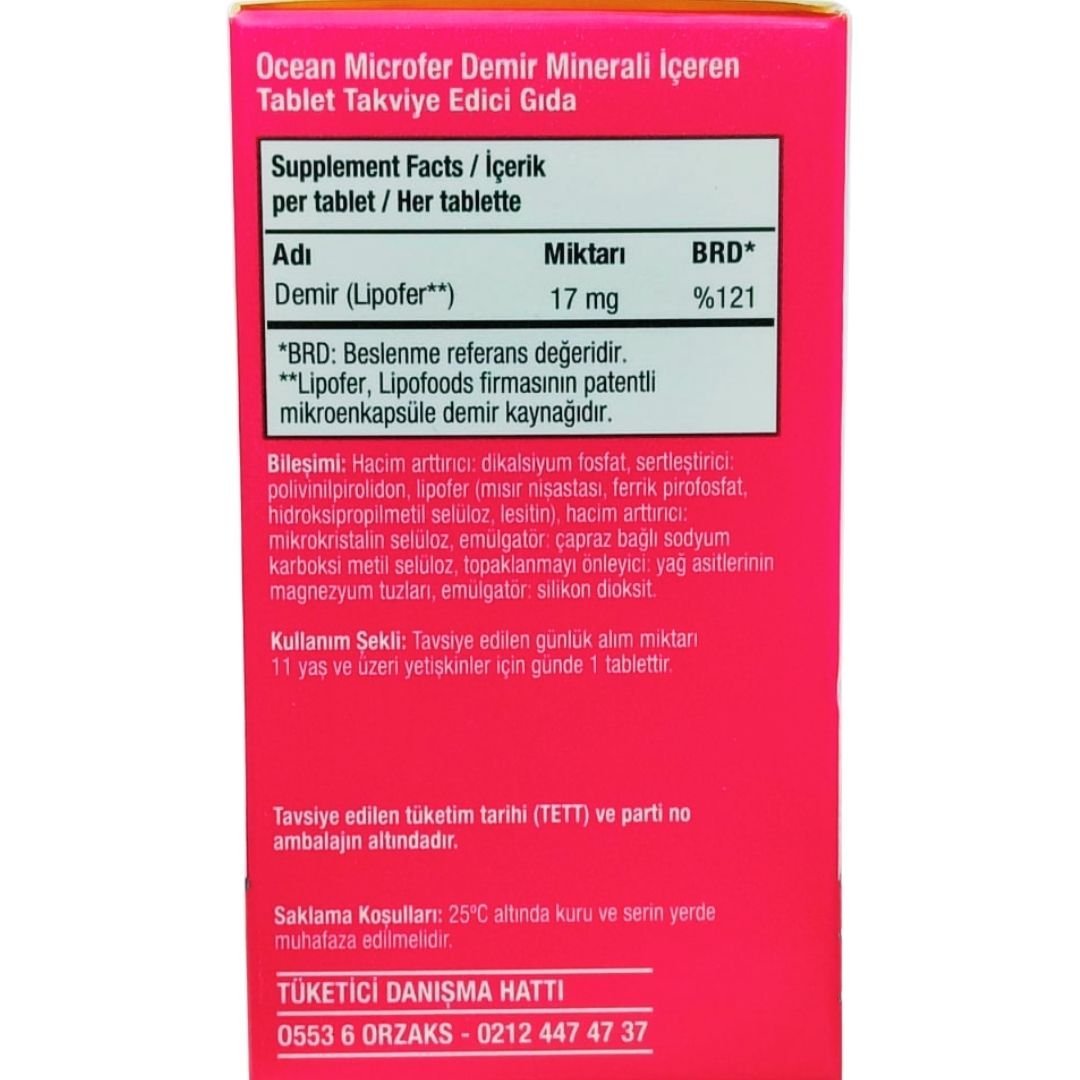 Ocean Microfer Demir Minerali İçeren
Tablet Takviye Edici Gıda
Supplement Facts / İçerik
per tablet / Her tablette
Adı Miktarı BRD*
Demir (Lipofer**) 17 mg %121
*BRD: Beslenme referans değeridir.
**Lipofer, Lipofoods firmasının patentli
mikroenkapsüle demir kaynağıdır.
Bileşimi: Hacim arttırıcı: dikalsiyum fosfat, sertleştirici:
polivinilpirolidon, lipofer (mısır nişastası, ferrik pirofosfat,
hidroksipropilmetil selüloz, lesitin), hacim arttırıcı:
mikrokristalin selüloz, emülgatör: çapraz bağlı sodyum
karboksi metil selüloz, topaklanmayı önleyici: yağ asitlerinin
magnezyum tuzları, emülgatör: silikon dioksit.
Kullanım Şekli: Tavsiye edilen günlük alım miktarı
11 yaş ve üzeri yetişkinler için günde 1 tablettir.
Tavsiye edilen tüketim tarihi (TETT) ve parti no
ambalajın altındadır.
Saklama Koşulları: 25ºC altında kuru ve serin yerde
muhafaza edilmelidir.
TÜKETİCİ DANIŞMA HATTI
0553 6 ORZAKS - 0212 447 47 37